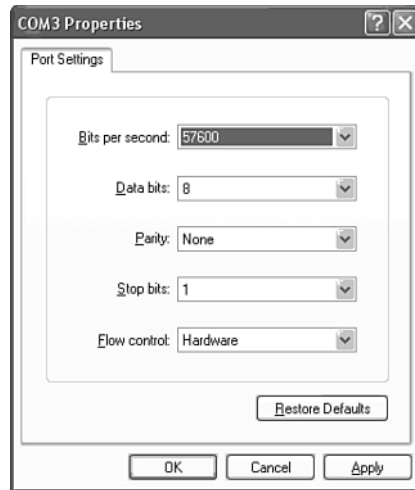 COM3 Properties
Port Settings
Bits per second: 57600
Data bits: 8
Parity: None
Stop bits: 1
Flow control: Hardware
Restore Defaults
OK Cancel Apply